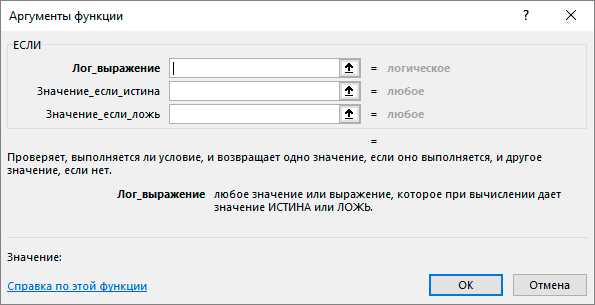 Аргументы функции
ЕСЛИ
Лог_выражение = логическое
Значение_если_истина = любое
Значение_если_ложь = любое
=
Проверяет, выполняется ли условие, и возвращает одно значение, если оно выполняется, и другое
значение, если нет.
Лог_выражение любое значение или выражение, которое при вычислении дает
значение ИСТИНА или ЛОЖЬ.
Значение:
Справка по этой функции
ОК Отмена